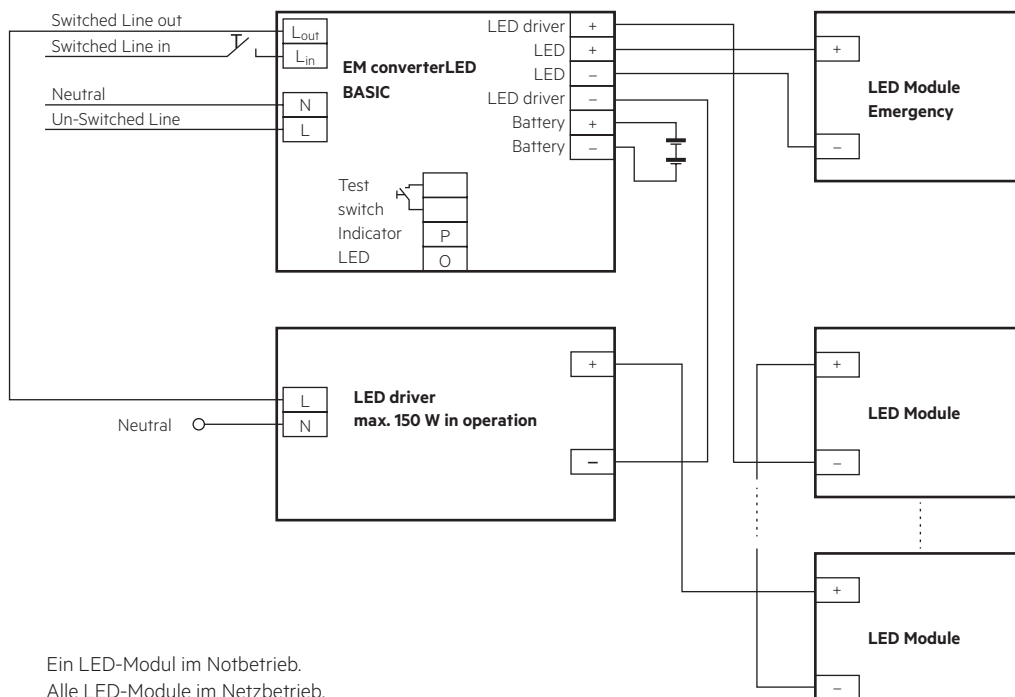 Switched Line out
Switched Line in
Neutral
Un-Switched Line
Lout
Lin
N
L
EM converterLED
BASIC
LED driver +
LED +
LED −
LED driver −
Battery +
Battery −
Test
switch
Indicator P
LED O
+
LED Module
Emergency
−
L
N
Neutral
LED driver
max. 150 W in operation
+
−
+
LED Module
−
+
LED Module
−
Ein LED-Modul im Notbetrieb.
Alle LED-Module im Netzbetrieb.